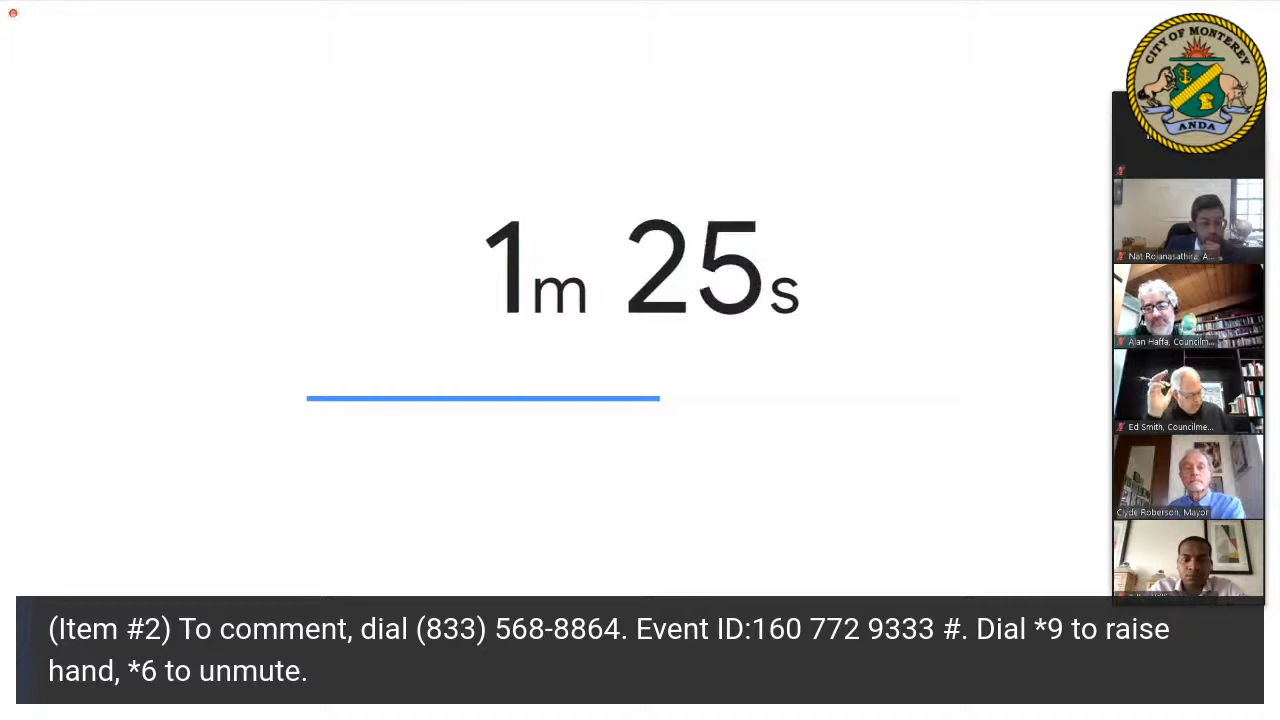 CITY OF MONTEREY
ANDA
1m 25s
Nat Rojanasathira, A...
Alan Haffa, Councilm...
Ed Smith, Councilme...
Clyde Roberson, Mayor
(Item #2) To comment, dial (833) 568-8864. Event ID:160 772 9333 #. Dial *9 to raise
hand, *6 to unmute.